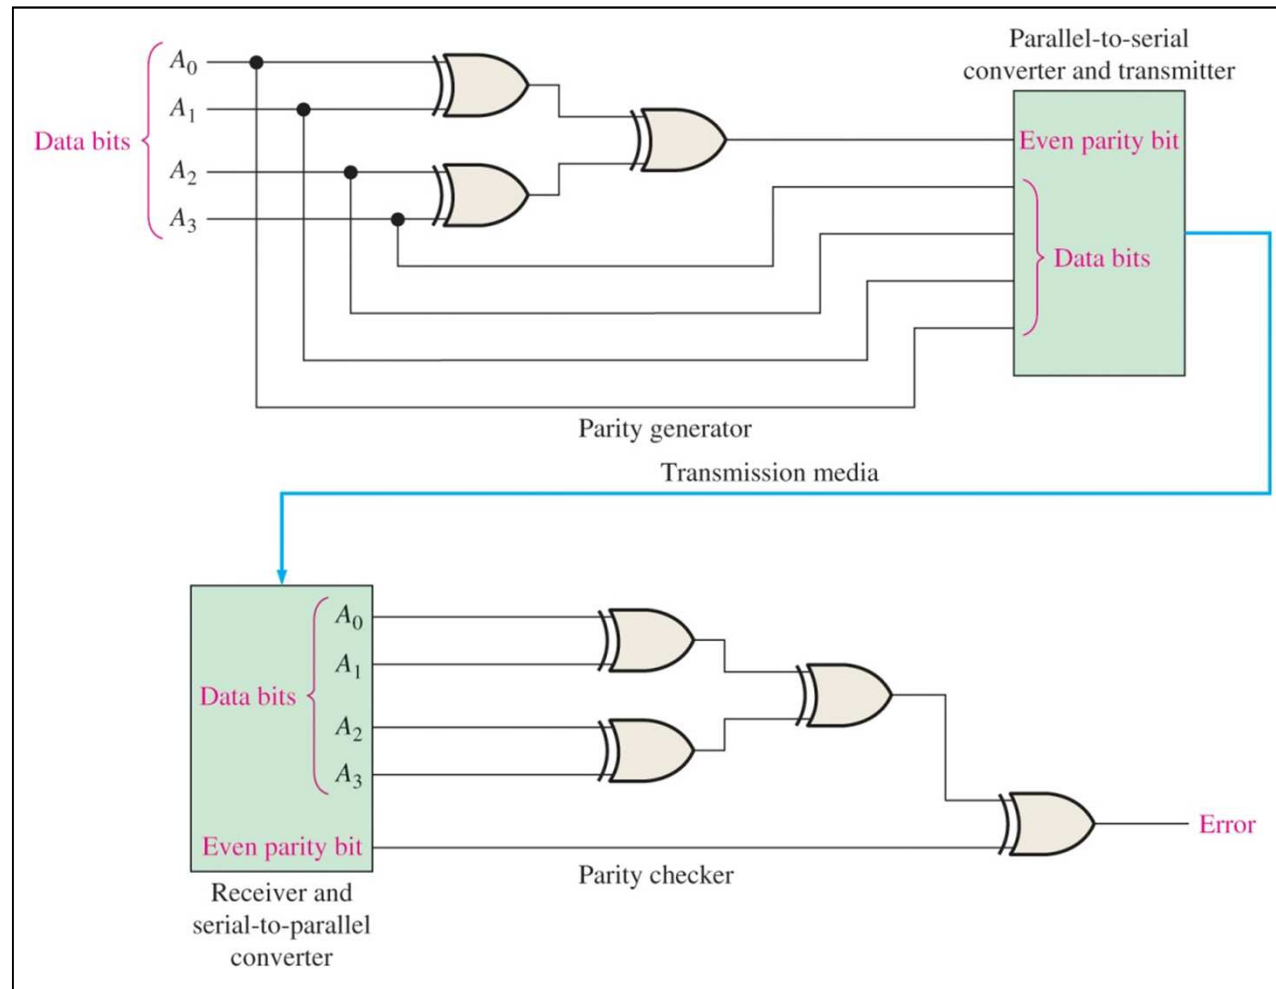 Parallel-to-serial
converter and transmitter
A0
A1
Data bits
A2
A3
Even parity bit
Data bits
Parity generator
Transmission media
A0
A1
Data bits
A2
A3
Even parity bit
Error
Parity checker
Receiver and
serial-to-parallel
converter